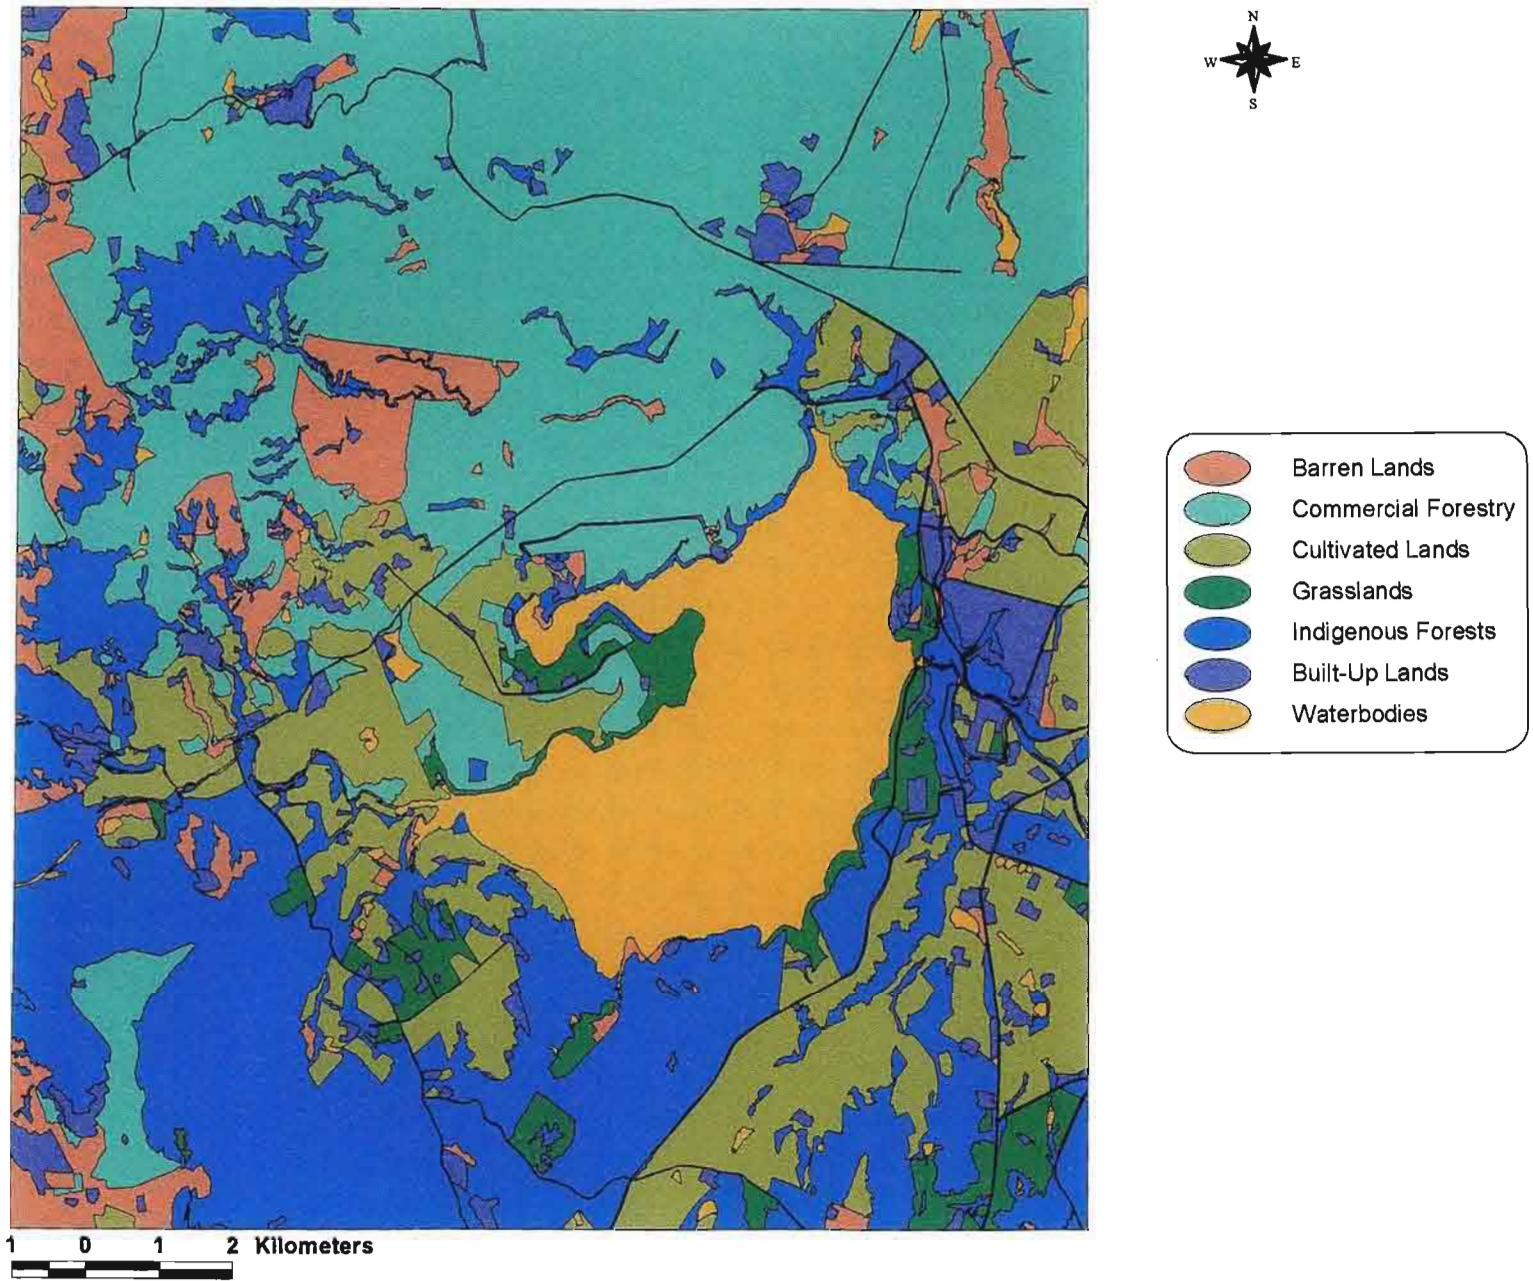 N
W E
S
Barren Lands
Commercial Forestry
Cultivated Lands
Grasslands
Indigenous Forests
Built-Up Lands
Waterbodies
1 0 1 2 Kilometers